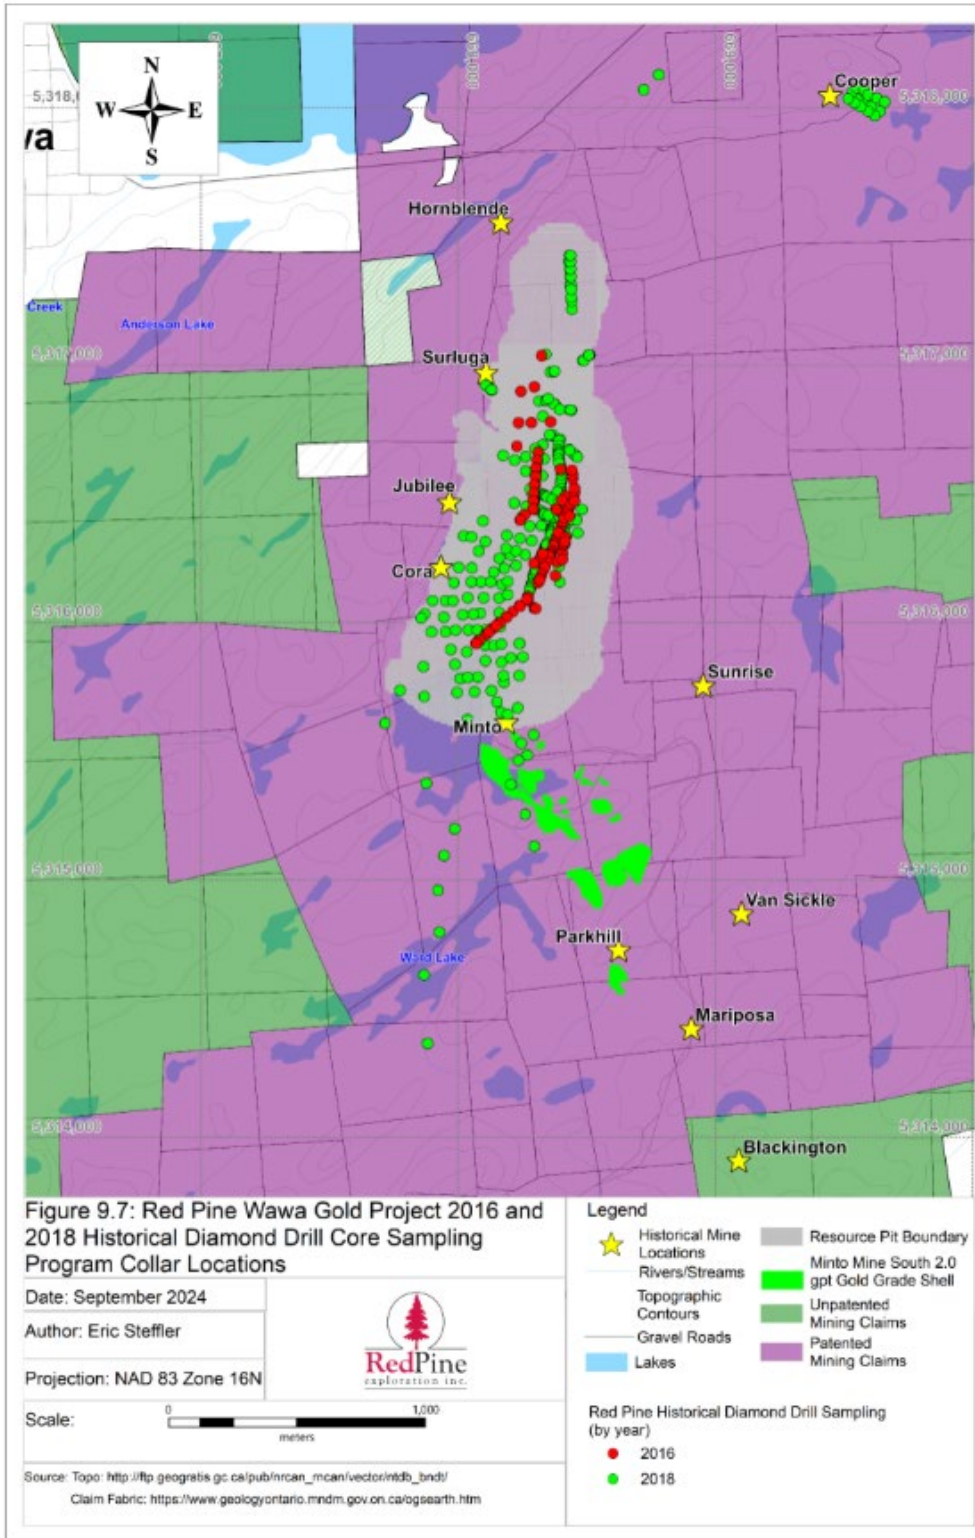 N
W E
S
va
5,318,0
5,318,000
Cooper
Hornblende
Creek
Anderson Lake
5,317,000
5,317,000
Surluga
Jubilee
Cora
5,316,000
5,316,000
Sunrise
Minto
5,315,000
5,315,000
Van Sickle
Parkhill
Ward Lake
Mariposa
5,314,000
5,314,000
Blackington
Figure 9.7: Red Pine Wawa Gold Project 2016 and
2018 Historical Diamond Drill Core Sampling
Program Collar Locations
Date: September 2024
Author: Eric Steffler
Projection: NAD 83 Zone 16N
RedPine
exploration inc.
Scale:
0 1,000
meters
Source: Topo: http://ftp.geogratis.gc.ca/pub/nrcan_rncan/vector/ntdb_bndt/
Claim Fabric: https://www.geologyontario.mndm.gov.on.ca/ogsearth.htm
Legend
Historical Mine
Locations
Rivers/Streams
Topographic
Contours
Gravel Roads
Lakes
Resource Pit Boundary
Minto Mine South 2.0
gpt Gold Grade Shell
Unpatented
Mining Claims
Patented
Mining Claims
Red Pine Historical Diamond Drill Sampling
(by year)
2016
2018